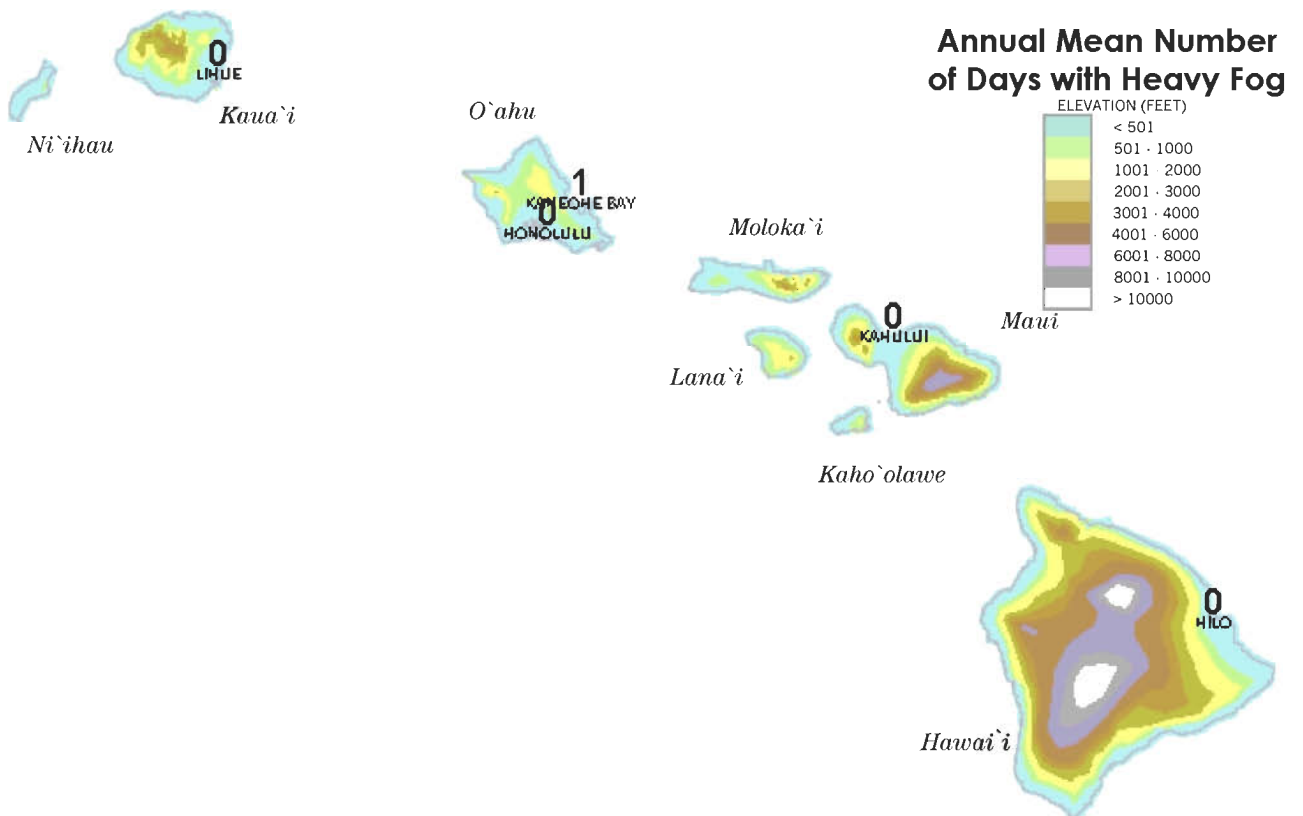 Annual Mean Number
of Days with Heavy Fog
ELEVATION (FEET)
< 501
501 - 1000
1001 - 2000
2001 - 3000
3001 - 4000
4001 - 6000
6001 - 8000
8001 - 10000
> 10000
0
LIHUE
Kaua`i
Ni`ihau
O`ahu
1
KANEOHE BAY
0
HONOLULU
Moloka`i
0
KAHULUI
Maui
Lana`i
Kaho`olawe
0
HILO
Hawai`i